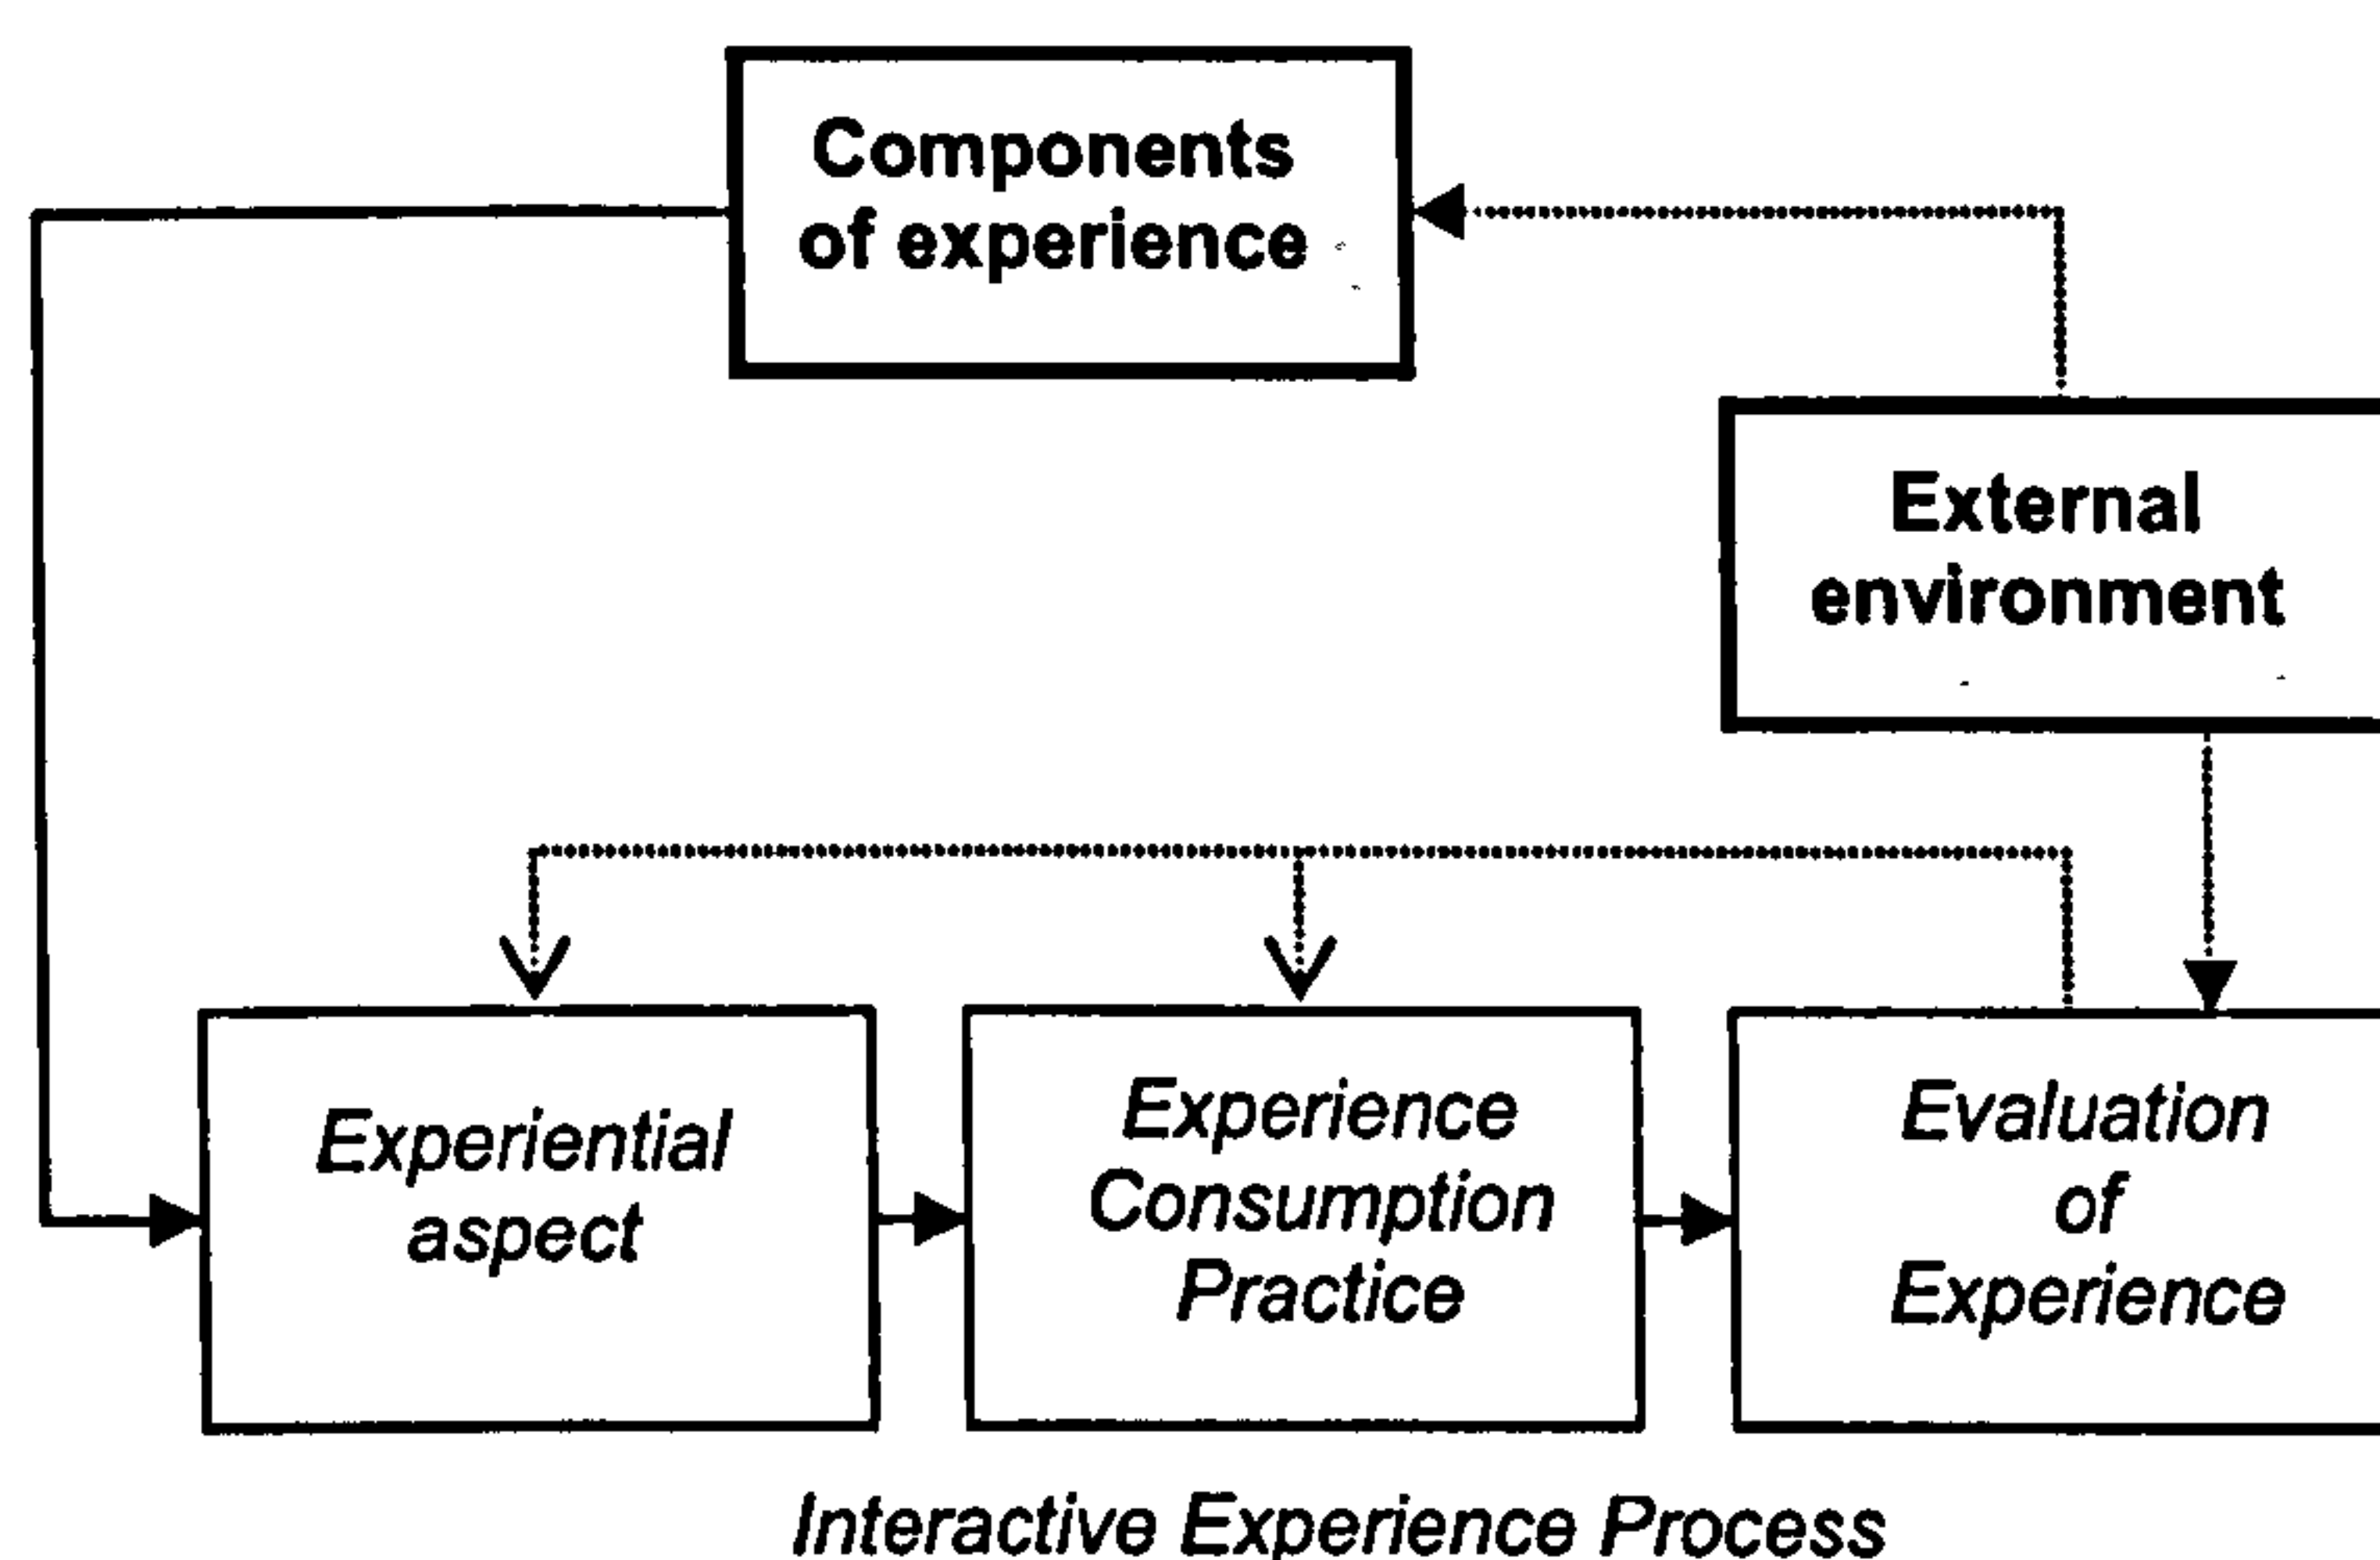 Components
of experience
External
environment
Experiential
aspect
Experience
Consumption
Practice
Evaluation
of
Experience
Interactive Experience Process